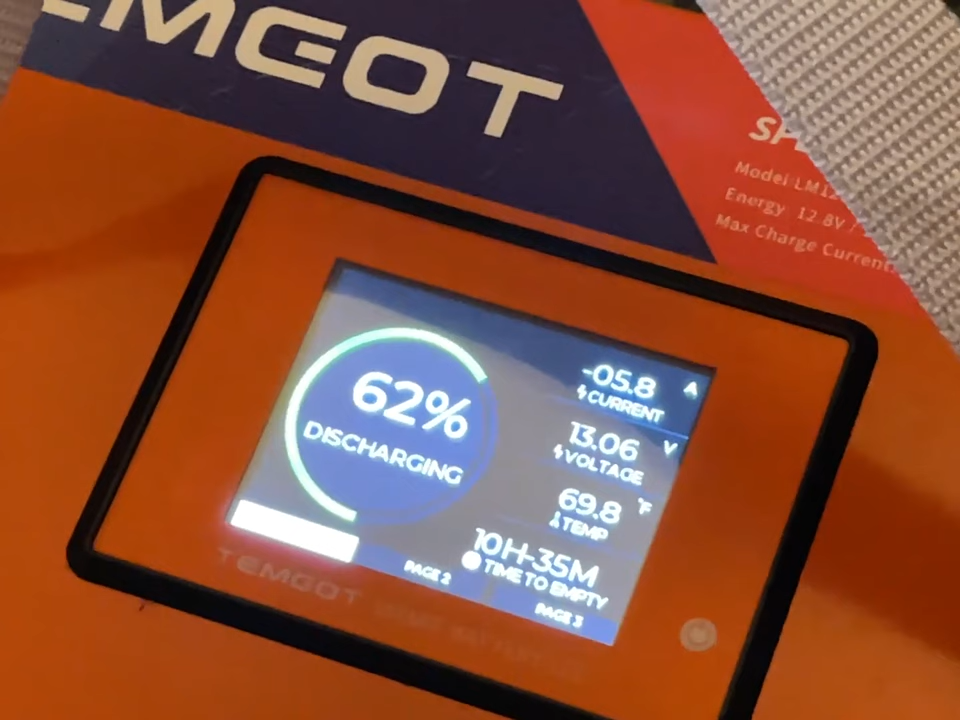 EMGOT
Model LM12
Energy 12.8V /
Max Charge Current
62%
DISCHARGING
-05.8 A
CURRENT
13.06 V
VOLTAGE
69.8 °F
TEMP
10H-35M
TIME TO EMPTY
PAGE 2
PAGE 3
TEMGOT